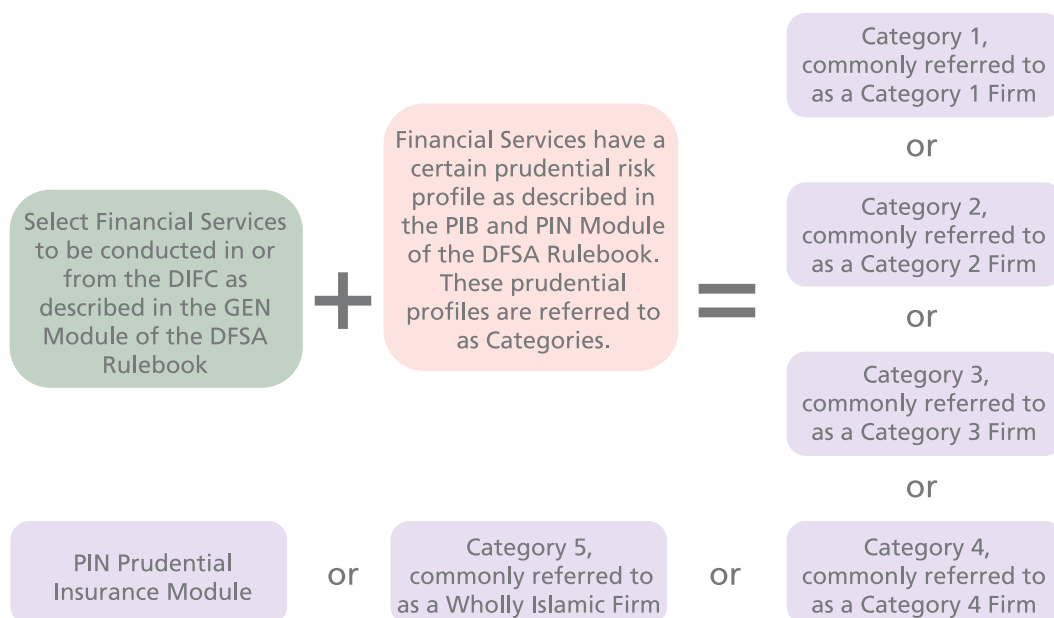 Select Financial Services
to be conducted in or
from the DIFC as
described in the GEN
Module of the DFSA
Rulebook
+
Financial Services have a
certain prudential risk
profile as described in
the PIB and PIN Module
of the DFSA Rulebook.
These prudential
profiles are referred to
as Categories.
=
Category 1,
commonly referred to
as a Category 1 Firm
or
Category 2,
commonly referred to
as a Category 2 Firm
or
Category 3,
commonly referred to
as a Category 3 Firm
or
Category 4,
commonly referred to
as a Category 4 Firm
or
Category 5,
commonly referred to
as a Wholly Islamic Firm
or
PIN Prudential
Insurance Module